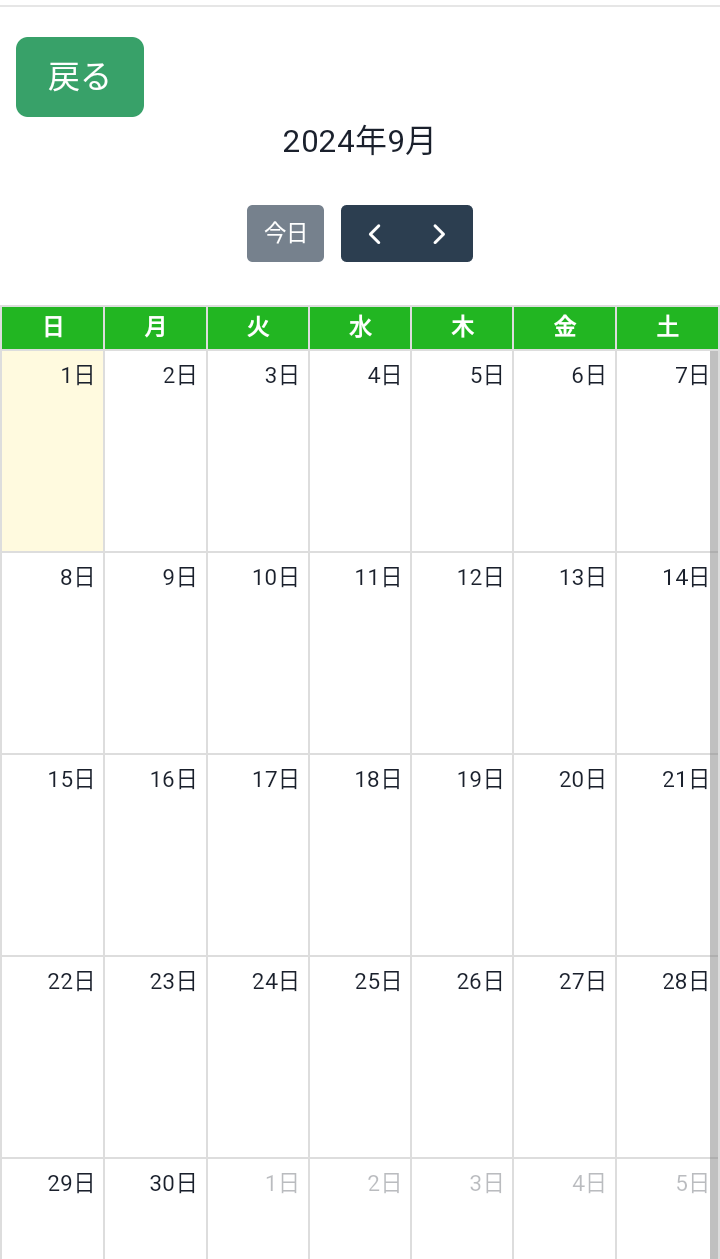 戻る
2024年9月
今日
日 月 火 水 木 金 土
1日 2日 3日 4日 5日 6日 7日
8日 9日 10日 11日 12日 13日 14日
15日 16日 17日 18日 19日 20日 21日
22日 23日 24日 25日 26日 27日 28日
29日 30日 1日 2日 3日 4日 5日